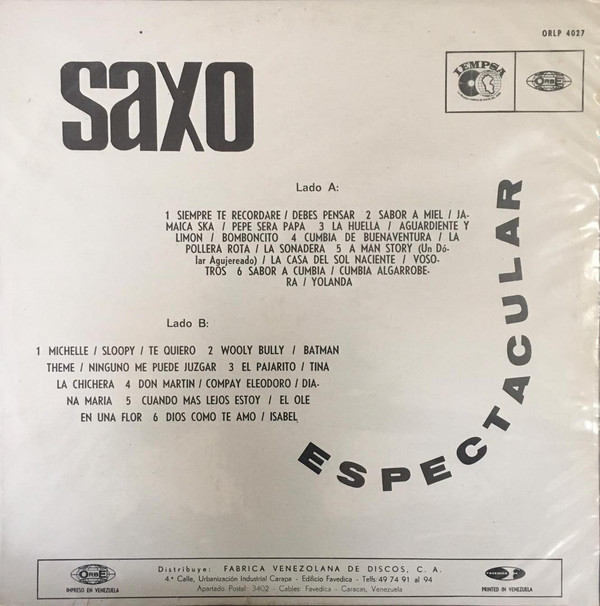 ORLP 4027
saxo
IEMPSA
ORBE
Lado A:
1 SIEMPRE TE RECORDARE / DEBES PENSAR 2 SABOR A MIEL / JA-
MAICA SKA / PEPE SERA PAPA 3 LA HUELLA / AGUARDIENTE Y
LIMON / BOMBONCITO 4 CUMBIA DE BUENAVENTURA / LA
POLLERA ROTA / LA SONADERA 5 A MAN STORY (Un Dó-
lar Agujereado) / LA CASA DEL SOL NACIENTE / VOSO-
TROS 6 SABOR A CUMBIA / CUMBIA ALGARROBE-
RA / YOLANDA
Lado B:
1 MICHELLE / SLOOPY / TE QUIERO 2 WOOLY BULLY / BATMAN
THEME / NINGUNO ME PUEDE JUZGAR 3 EL PAJARITO / TINA
LA CHICHERA 4 DON MARTIN / COMPAY ELEODORO / DIA-
NA MARIA 5 CUANDO MAS LEJOS ESTOY / EL OLE
EN UNA FLOR 6 DIOS COMO TE AMO / ISABEL
ESPECTACULAR
ORBE
IMPRESO EN VENEZUELA
Distribuye: FABRICA VENEZOLANA DE DISCOS, C. A.
4.ª Calle, Urbanización Industrial Carapa - Edificio Favedica - Telfs: 49 74 91 al 94
Apartado Postal: 3402 - Cables: Favedica - Caracas, Venezuela
FAVEDICA
PRINTED IN VENEZUELA